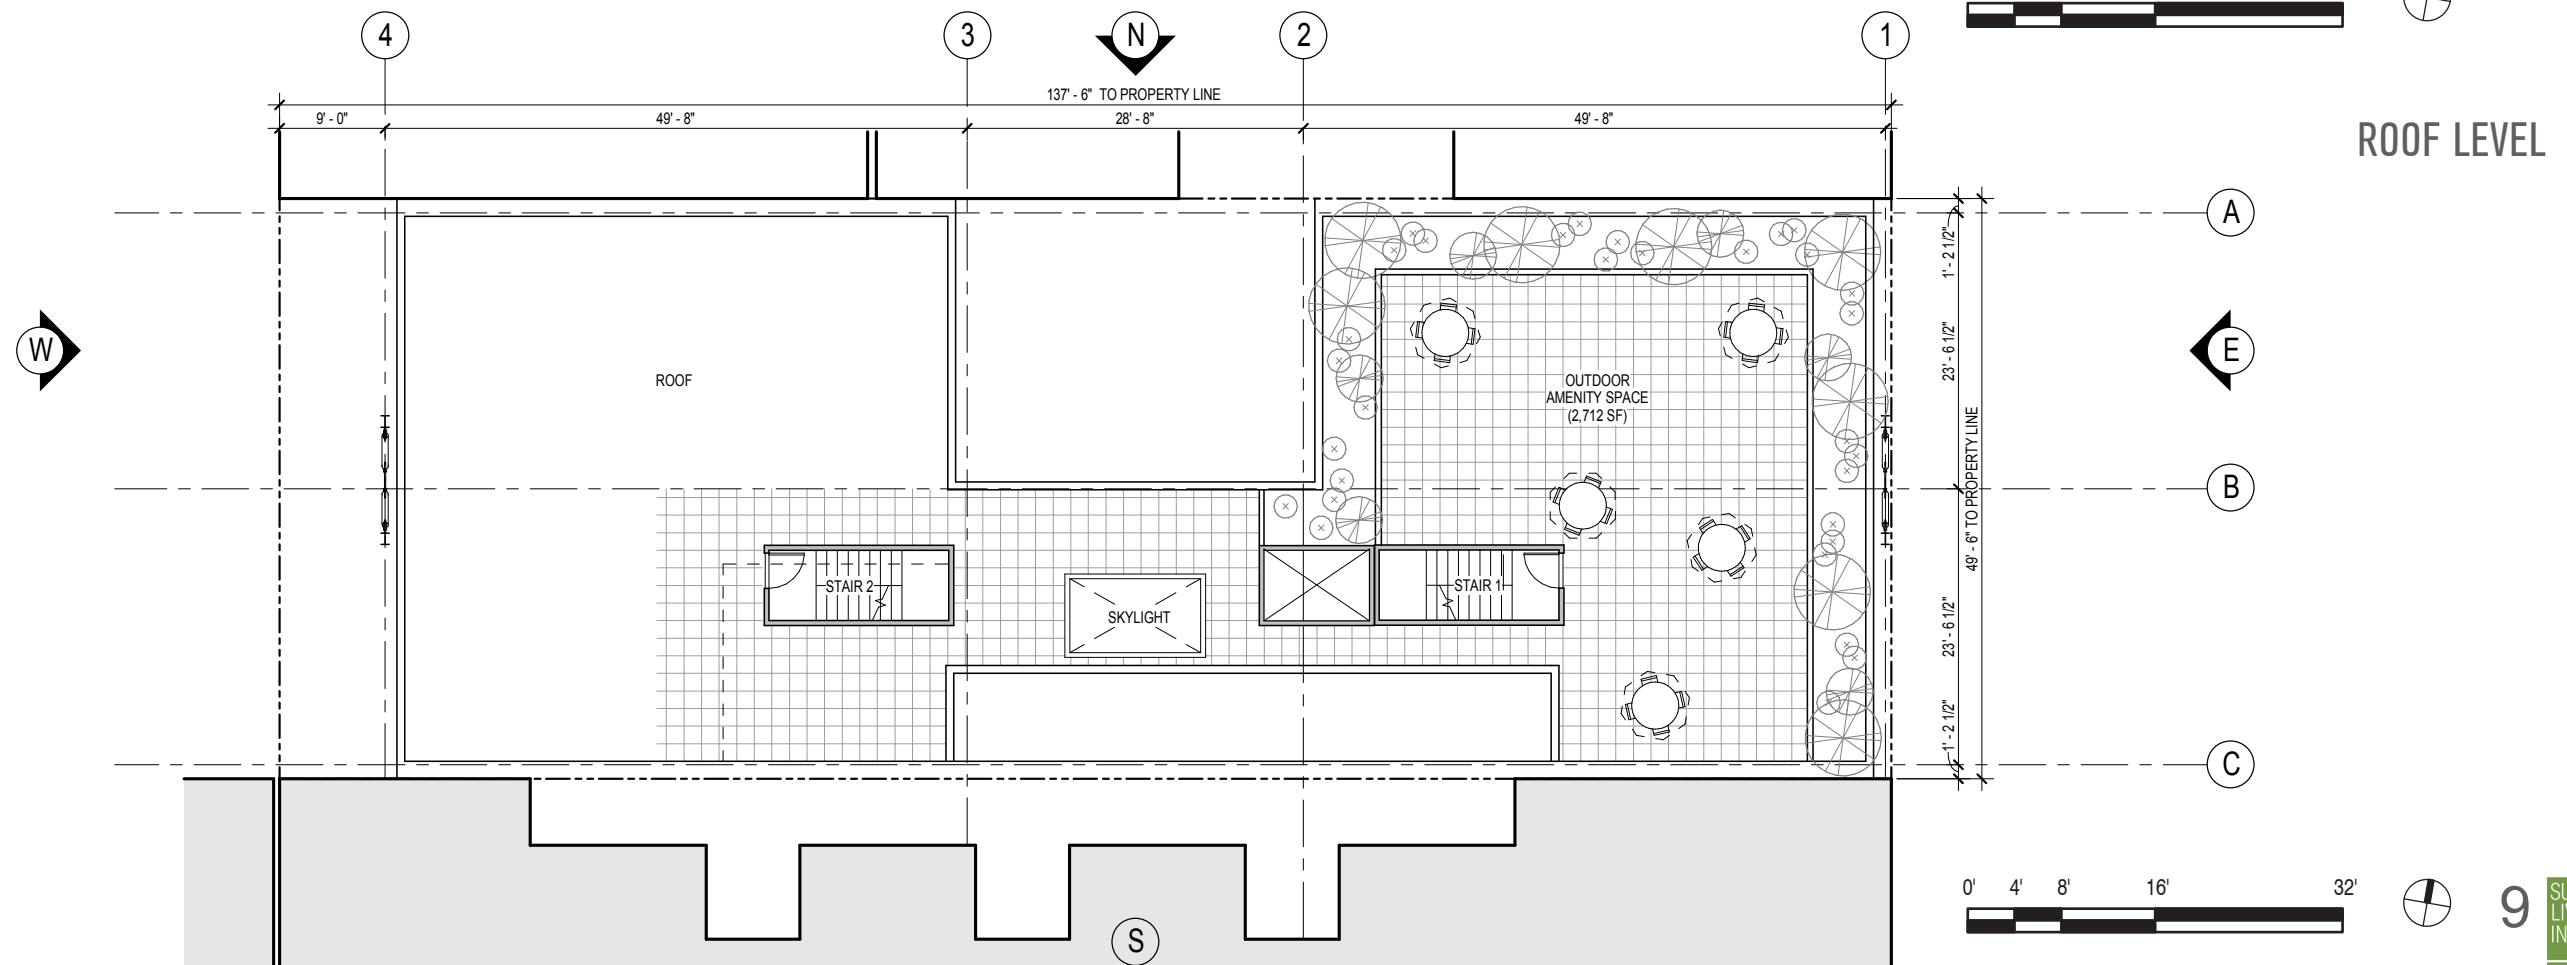 4
3
N
2
1
137' - 6" TO PROPERTY LINE
9' - 0"
49' - 8"
28' - 8"
49' - 8"
ROOF LEVEL
A
1' - 2 1/2"
W
E
23' - 6 1/2"
ROOF
OUTDOOR
AMENITY SPACE
(2,712 SF)
49' - 6" TO PROPERTY LINE
B
STAIR 2
SKYLIGHT
STAIR 1
23' - 6 1/2"
1' - 2 1/2"
C
0' 4' 8' 16' 32'
9
S